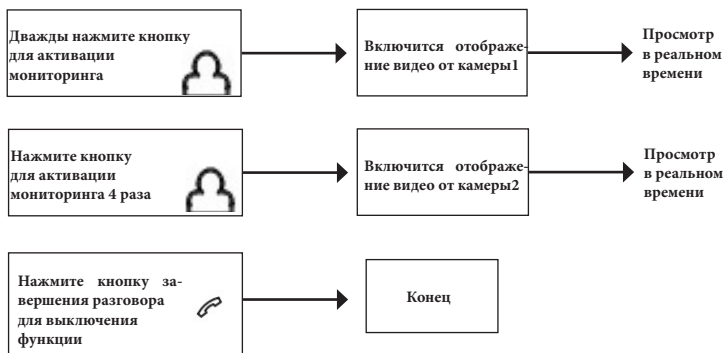 Дважды нажмите кнопку
для активации
мониторинга
Включится отображе-
ние видео от камеры1
Просмотр
в реальном
времени
Нажмите кнопку
для активации
мониторинга 4 раза
Включится отображе-
ние видео от камеры2
Просмотр
в реальном
времени
Нажмите кнопку за-
вершения разговора
для выключения
функции
Конец